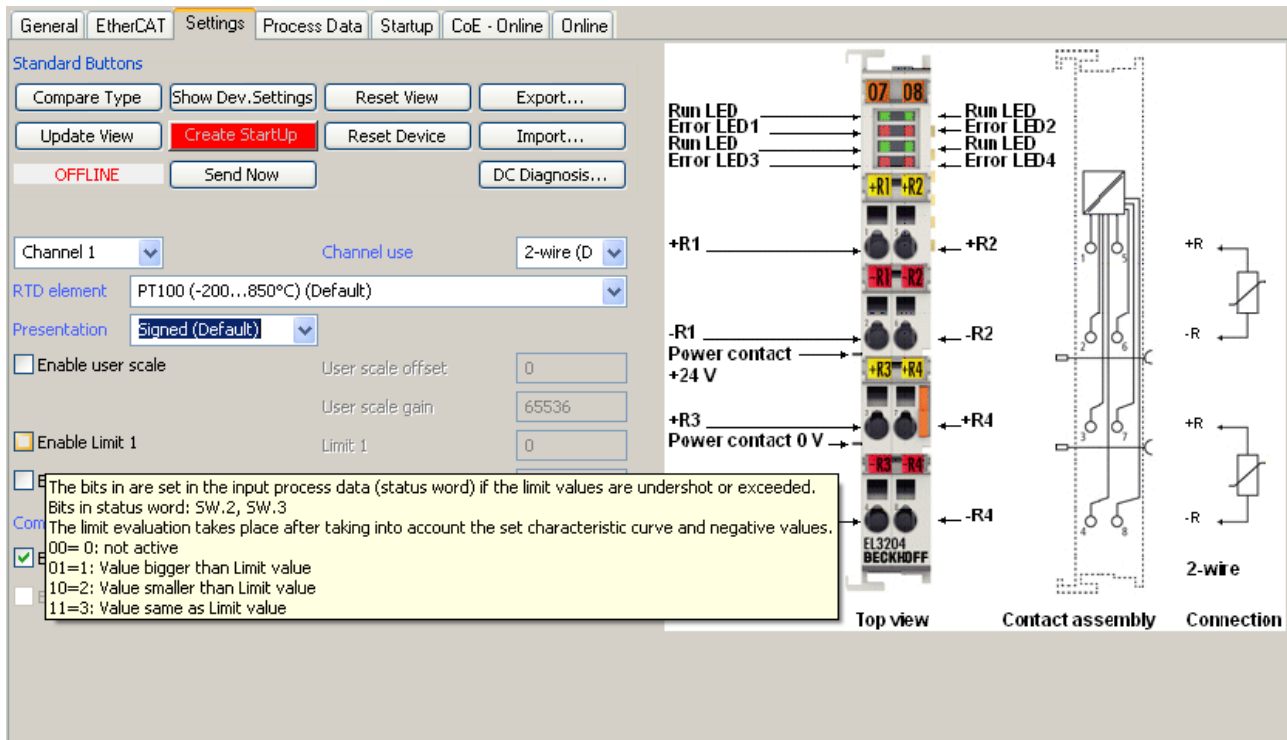 General EtherCAT Settings Process Data Startup CoE - Online Online
Standard Buttons
Compare Type Show Dev.Settings Reset View Export...
Update View Create StartUp Reset Device Import...
OFFLINE Send Now DC Diagnosis...
Channel 1 Channel use 2-wire (D
RTD element PT100 (-200...850°C) (Default)
Presentation Signed (Default)
Enable user scale User scale offset 0
User scale gain 65536
Enable Limit 1 Limit 1 0
The bits in are set in the input process data (status word) if the limit values are undershot or exceeded.
Bits in status word: SW.2, SW.3
The limit evaluation takes place after taking into account the set characteristic curve and negative values.
00= 0: not active
01=1: Value bigger than Limit value
10=2: Value smaller than Limit value
11=3: Value same as Limit value
07 08
Run LED Run LED
Error LED1 Error LED2
Run LED Run LED
Error LED3 Error LED4
+R1 +R2
+R1 +R2
-R1 -R2
-R1 -R2
Power contact
+24 V
+R3 +R4
+R3 +R4
Power contact 0 V
-R3 -R4
-R4
EL3204
BECKHOFF
Top view
1 5
2 6
3 7
4 8
Contact assembly
+R
-R
+R
-R
2-wire
Connection